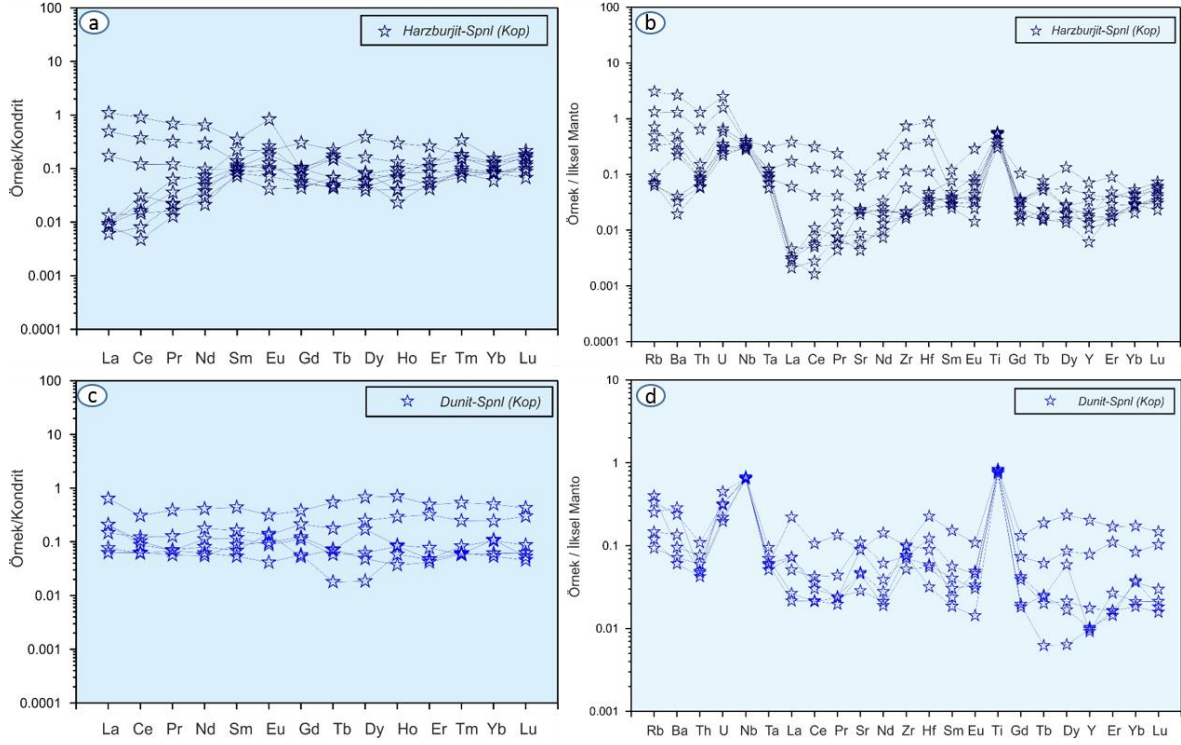 a
Harzburjit-Spnl (Kop)
Örnek/Kondrit
100
10
1
0.1
0.01
0.001
0.0001
La Ce Pr Nd Sm Eu Gd Tb Dy Ho Er Tm Yb Lu
b
Harzburjit-Spnl (Kop)
Örnek / İlksel Manto
100
10
1
0.1
0.01
0.001
0.0001
Rb Ba Th U Nb Ta La Ce Pr Sr Nd Zr Hf Sm Eu Ti Gd Tb Dy Y Er Yb Lu
c
Dunit-Spnl (Kop)
Örnek/Kondrit
100
10
1
0.1
0.01
0.001
0.0001
La Ce Pr Nd Sm Eu Gd Tb Dy Ho Er Tm Yb Lu
d
Dunit-Spnl (Kop)
Örnek / İlksel Manto
10
1
0.1
0.01
0.001
Rb Ba Th U Nb Ta La Ce Pr Sr Nd Zr Hf Sm Eu Ti Gd Tb Dy Y Er Yb Lu